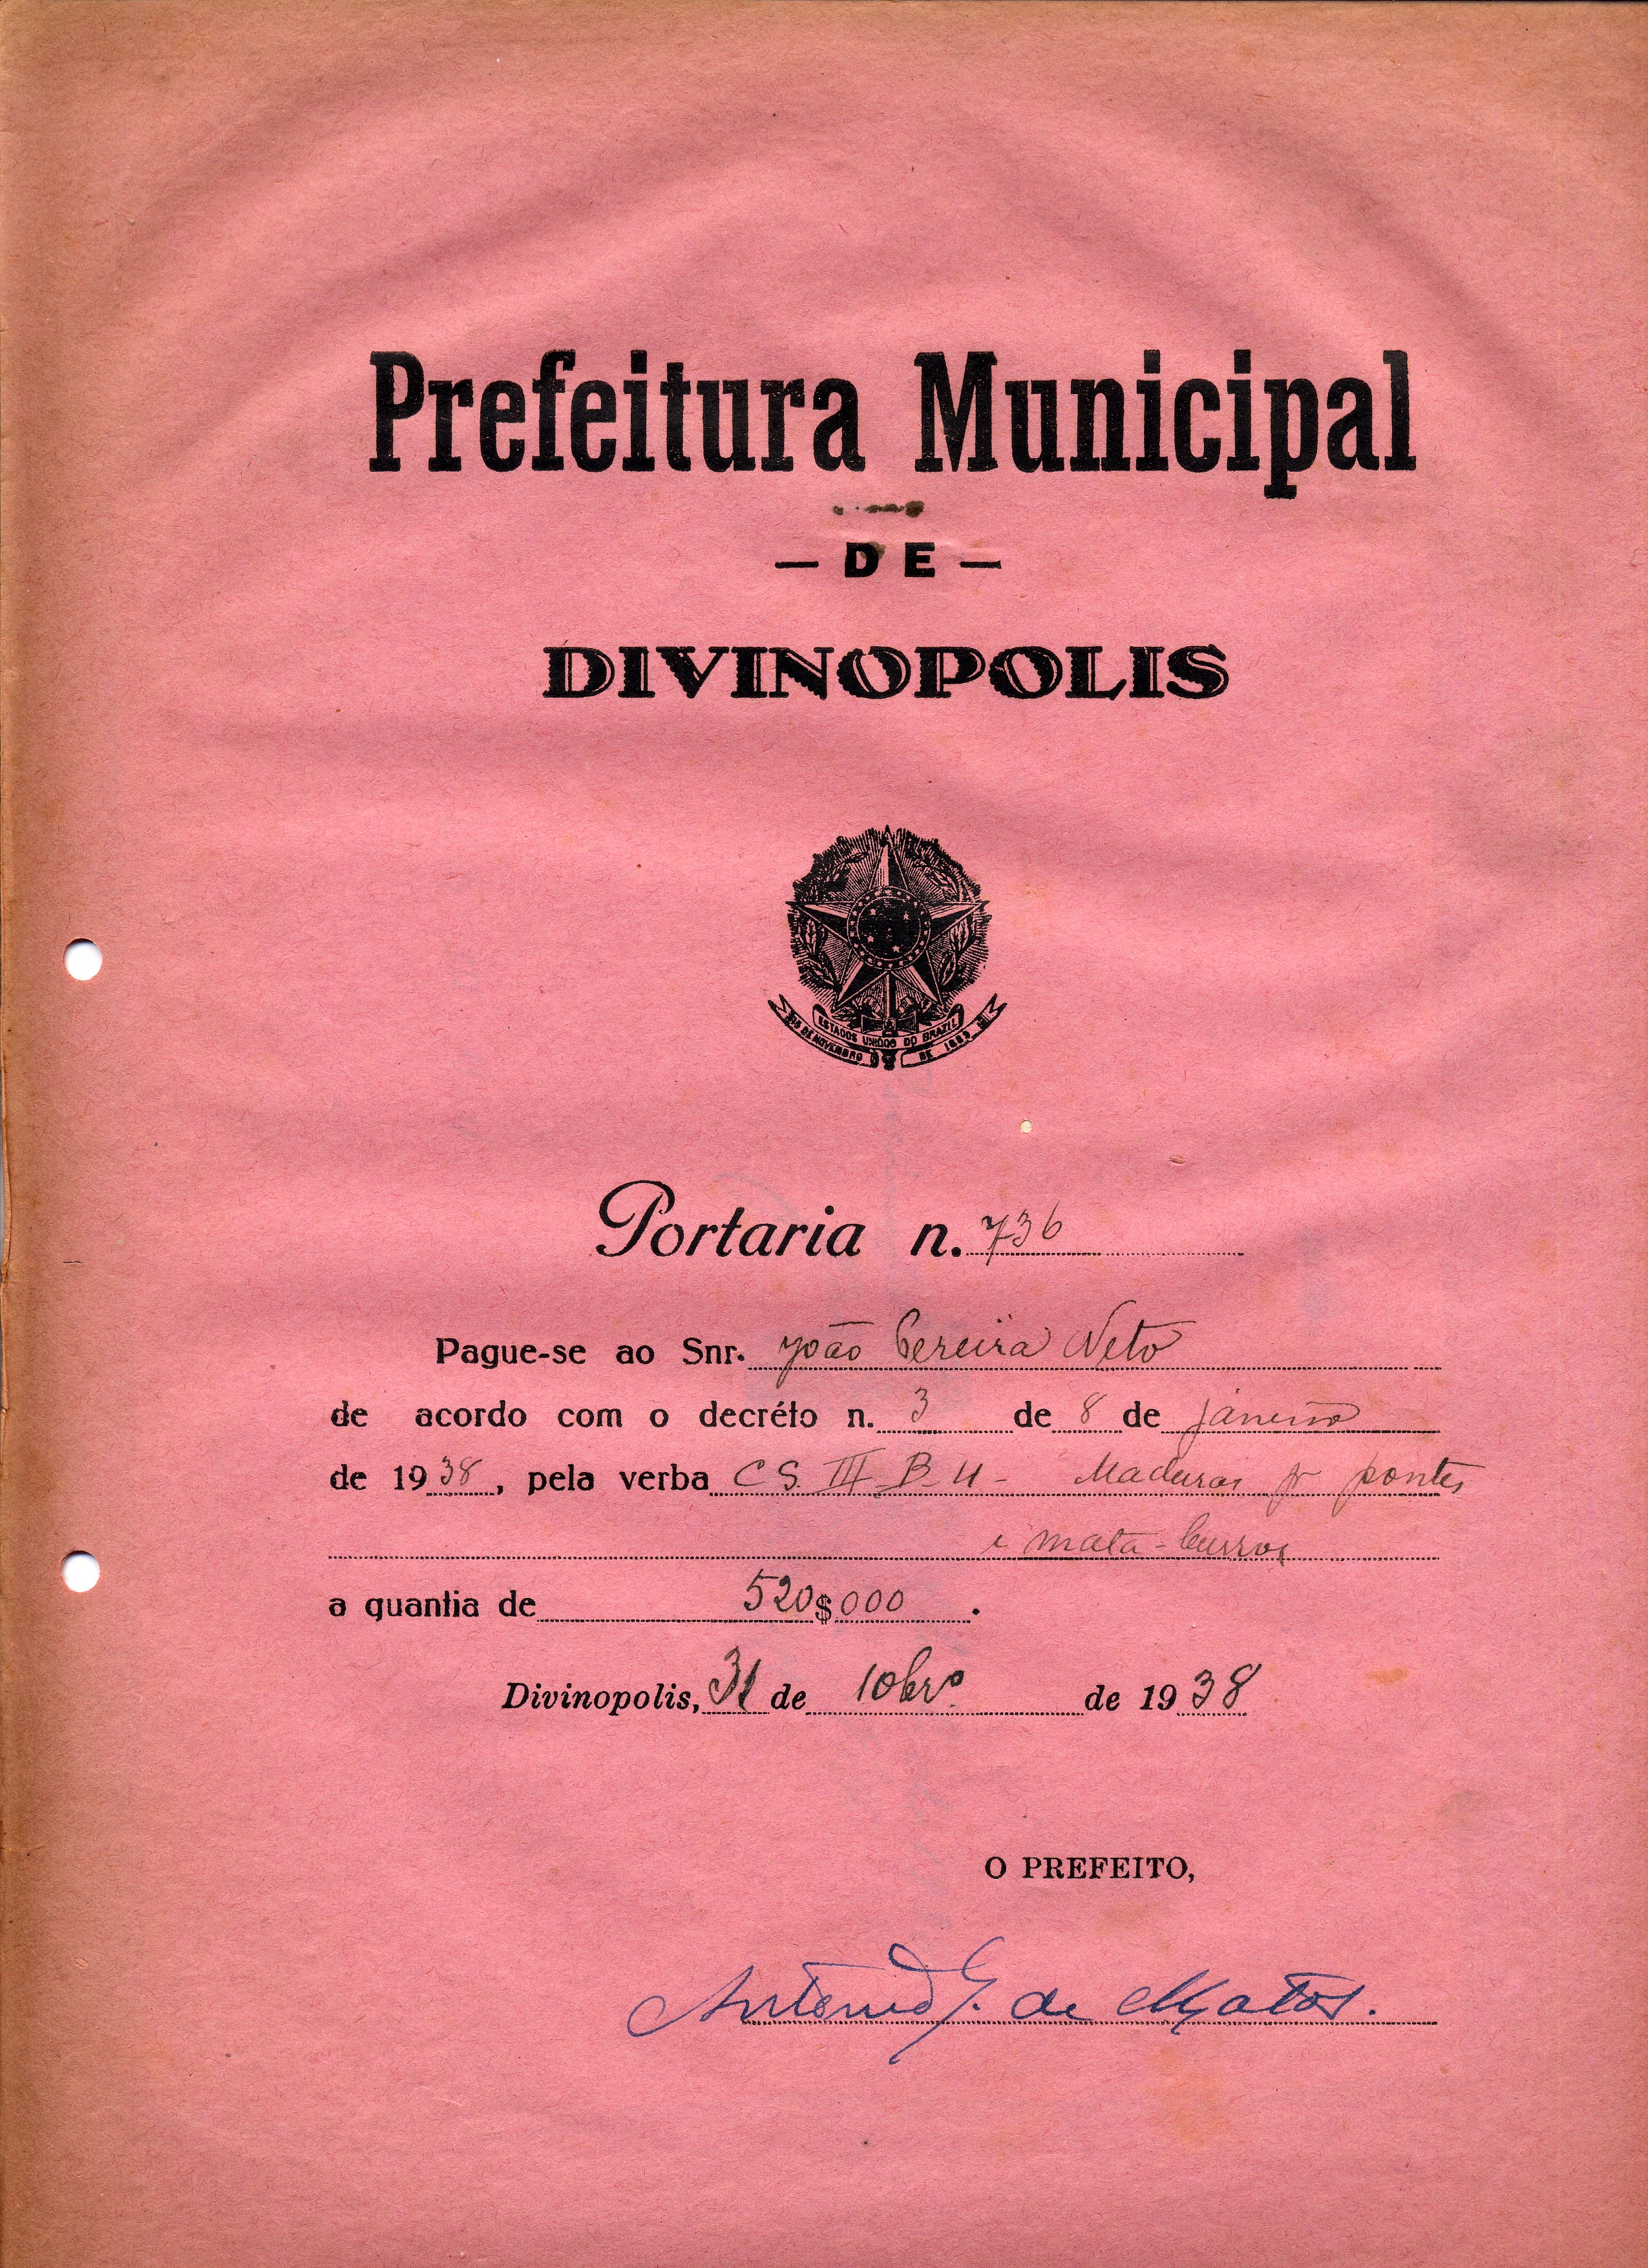 Prefeitura Municipal
— DE —
DIVINOPOLIS
ESTADOS UNIDOS DO BRAZIL
15 DE NOVEMBRO DE 1889
Portaria n. 736
Pague-se ao Snr. João Pereira Neto
de acordo com o decréto n. 3 de 8 de janeiro
de 1938, pela verba C S. III B-4 - Madeiras pr pontes
e mata-burros
a quantia de 520$000.
Divinopolis, 31 de 10bro de 1938
O PREFEITO,
Antonio G. de Matos.